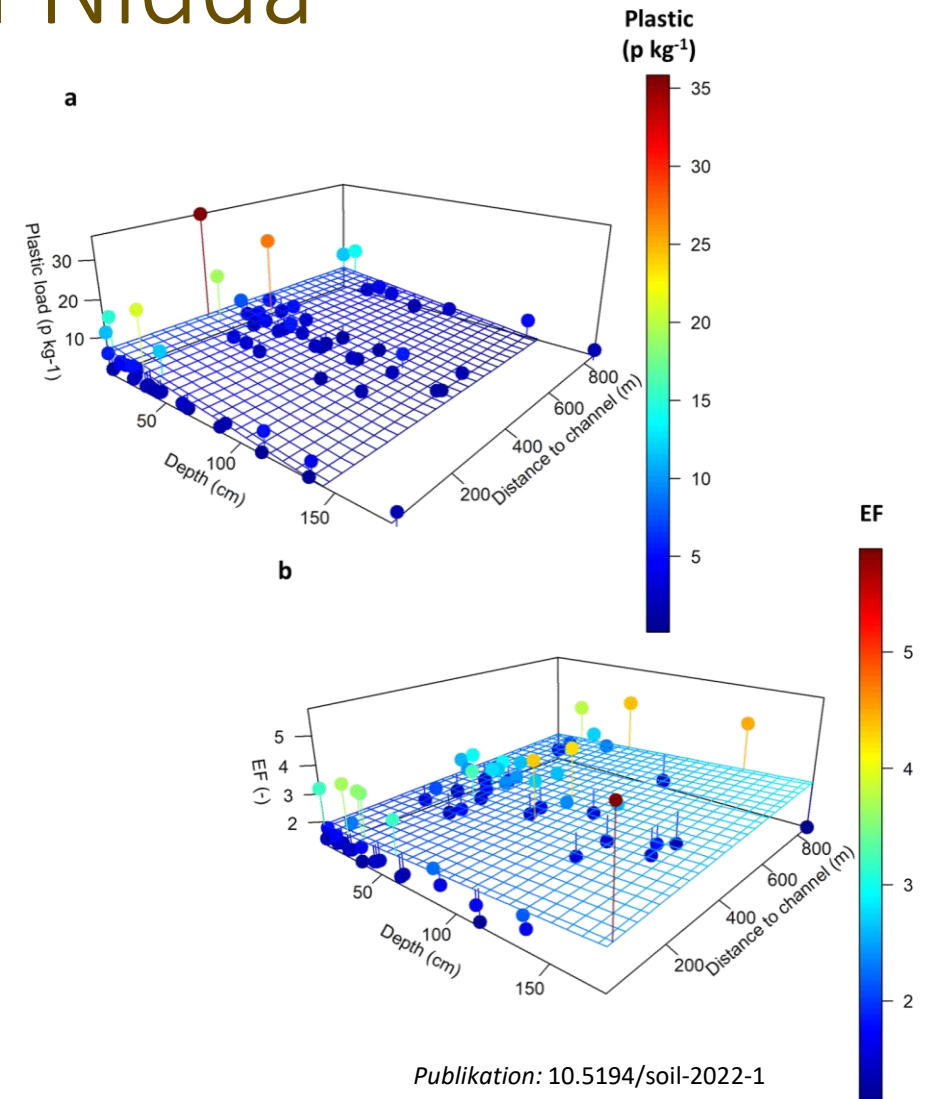 Nidda
Plastic
(p kg-1)
35
30
25
20
15
10
5
a
Plastic load (p kg-1)
30
20
10
50
100
150
Depth (cm)
200
400
600
800
Distance to channel (m)
EF
5
4
3
2
b
EF (-)
5
4
3
2
50
100
150
Depth (cm)
200
400
600
800
Distance to channel (m)
Publikation: 10.5194/soil-2022-1